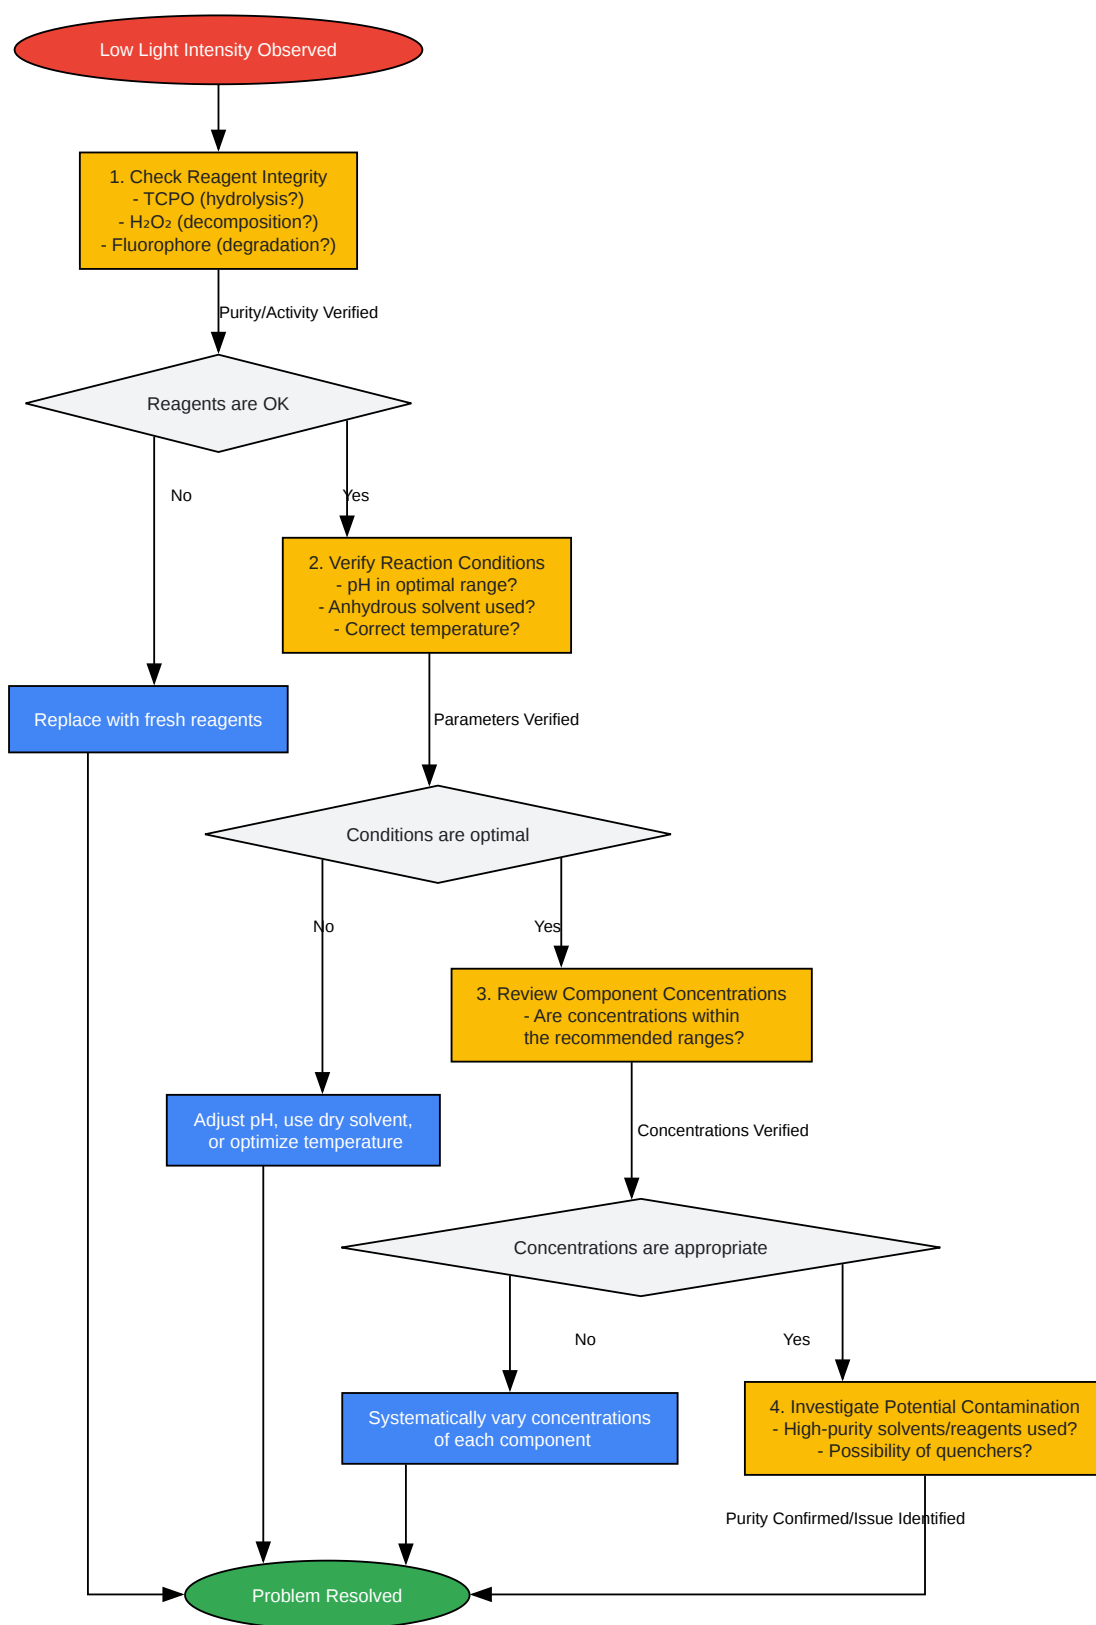 Low Light Intensity Observed
1. Check Reagent Integrity
- TCPO (hydrolysis?)
- H₂O₂ (decomposition?)
- Fluorophore (degradation?)
Purity/Activity Verified
Reagents are OK
No
Yes
2. Verify Reaction Conditions
- pH in optimal range?
- Anhydrous solvent used?
- Correct temperature?
Replace with fresh reagents
Parameters Verified
Conditions are optimal
No
Yes
3. Review Component Concentrations
- Are concentrations within
the recommended ranges?
Adjust pH, use dry solvent,
or optimize temperature
Concentrations Verified
Concentrations are appropriate
No
Yes
Systematically vary concentrations
of each component
4. Investigate Potential Contamination
- High-purity solvents/reagents used?
- Possibility of quenchers?
Purity Confirmed/Issue Identified
Problem Resolved